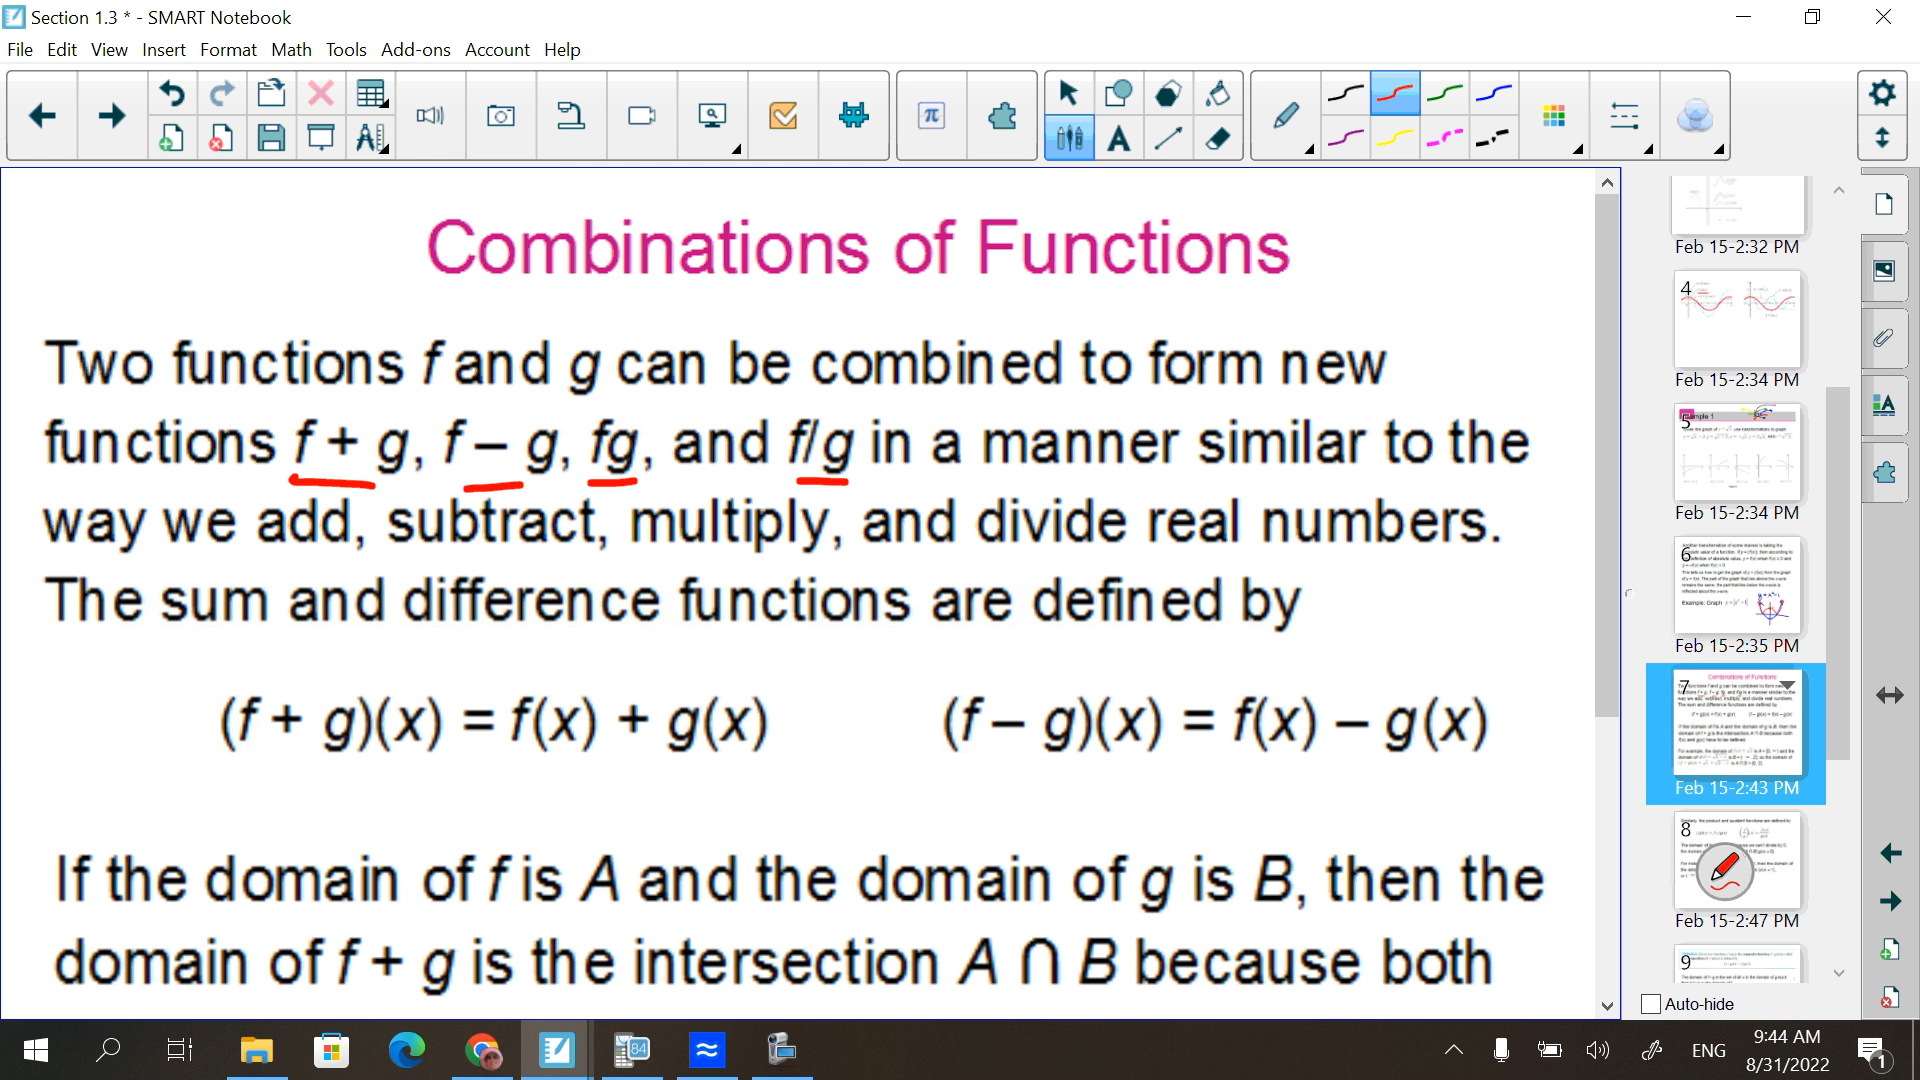 Section 1.3 * - SMART Notebook
File Edit View Insert Format Math Tools Add-ons Account Help
Combinations of Functions
Two functions f and g can be combined to form new
functions f + g, f – g, fg, and f/g in a manner similar to the
way we add, subtract, multiply, and divide real numbers.
The sum and difference functions are defined by
(f + g)(x) = f(x) + g(x) (f – g)(x) = f(x) – g(x)
If the domain of f is A and the domain of g is B, then the
domain of f + g is the intersection A ∩ B because both
Feb 15-2:32 PM
4
Feb 15-2:34 PM
5
Feb 15-2:34 PM
6
Feb 15-2:35 PM
7
Combinations of Functions
Feb 15-2:43 PM
8
Feb 15-2:47 PM
9
Auto-hide
84
ENG
9:44 AM
8/31/2022
1